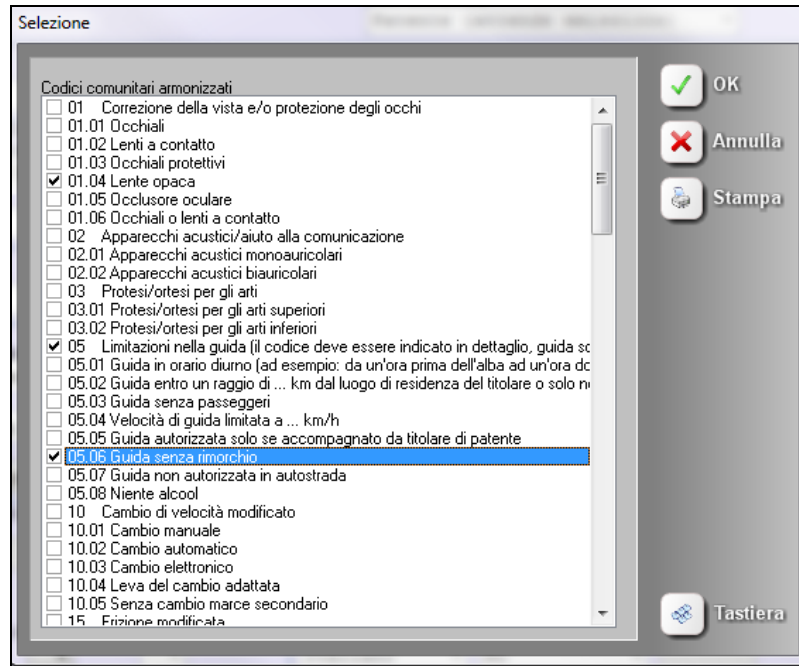 Selezione
Codici comunitari armonizzati
01 Correzione della vista e/o protezione degli occhi
01.01 Occhiali
01.02 Lenti a contatto
01.03 Occhiali protettivi
01.04 Lente opaca
01.05 Occlusore oculare
01.06 Occhiali o lenti a contatto
02 Apparecchi acustici/aiuto alla comunicazione
02.01 Apparecchi acustici monoauricolari
02.02 Apparecchi acustici biauricolari
03 Protesi/ortesi per gli arti
03.01 Protesi/ortesi per gli arti superiori
03.02 Protesi/ortesi per gli arti inferiori
05 Limitazioni nella guida (il codice deve essere indicato in dettaglio, guida so
05.01 Guida in orario diurno (ad esempio: da un'ora prima dell'alba ad un'ora do
05.02 Guida entro un raggio di ... km dal luogo di residenza del titolare o solo n
05.03 Guida senza passeggeri
05.04 Velocità di guida limitata a ... km/h
05.05 Guida autorizzata solo se accompagnato da titolare di patente
05.06 Guida senza rimorchio
05.07 Guida non autorizzata in autostrada
05.08 Niente alcool
10 Cambio di velocità modificato
10.01 Cambio manuale
10.02 Cambio automatico
10.03 Cambio elettronico
10.04 Leva del cambio adattata
10.05 Senza cambio marce secondario
15 Frizione modificata
OK
Annulla
Stampa
Tastiera